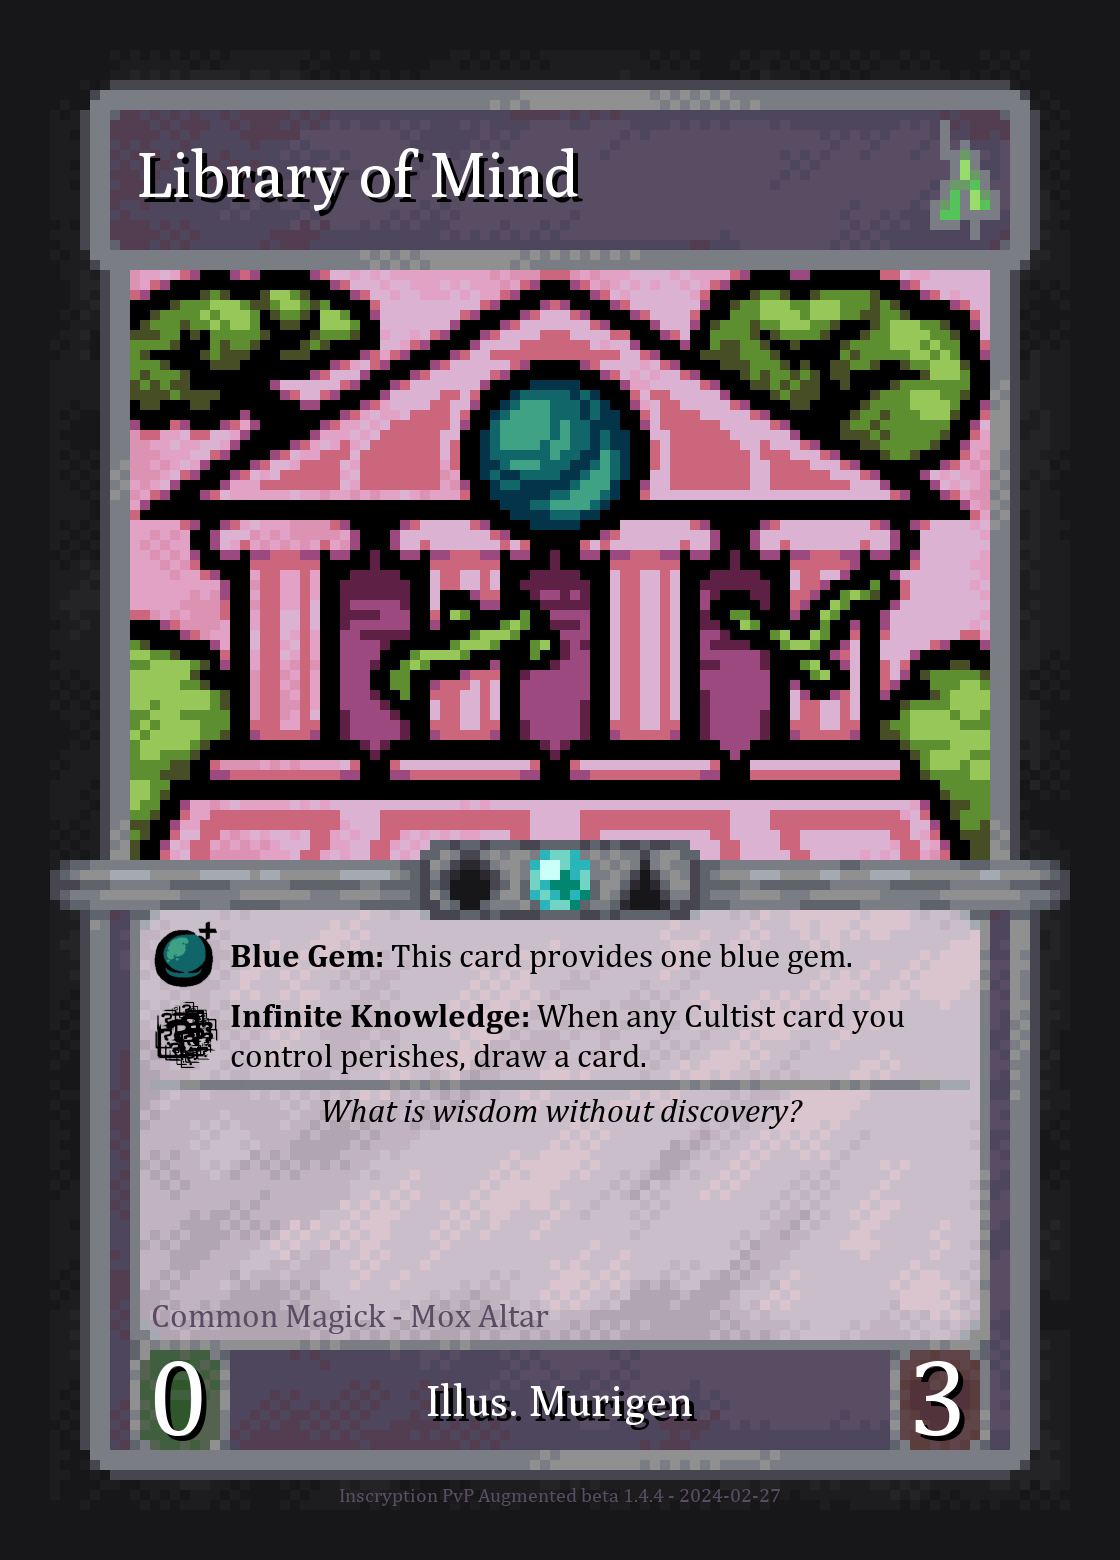 Library of Mind
Blue Gem: This card provides one blue gem.
Infinite Knowledge: When any Cultist card you
control perishes, draw a card.
What is wisdom without discovery?
Common Magick - Mox Altar
0
Illus. Murigen
3
Inscryption PvP Augmented beta 1.4.4 - 2024-02-27